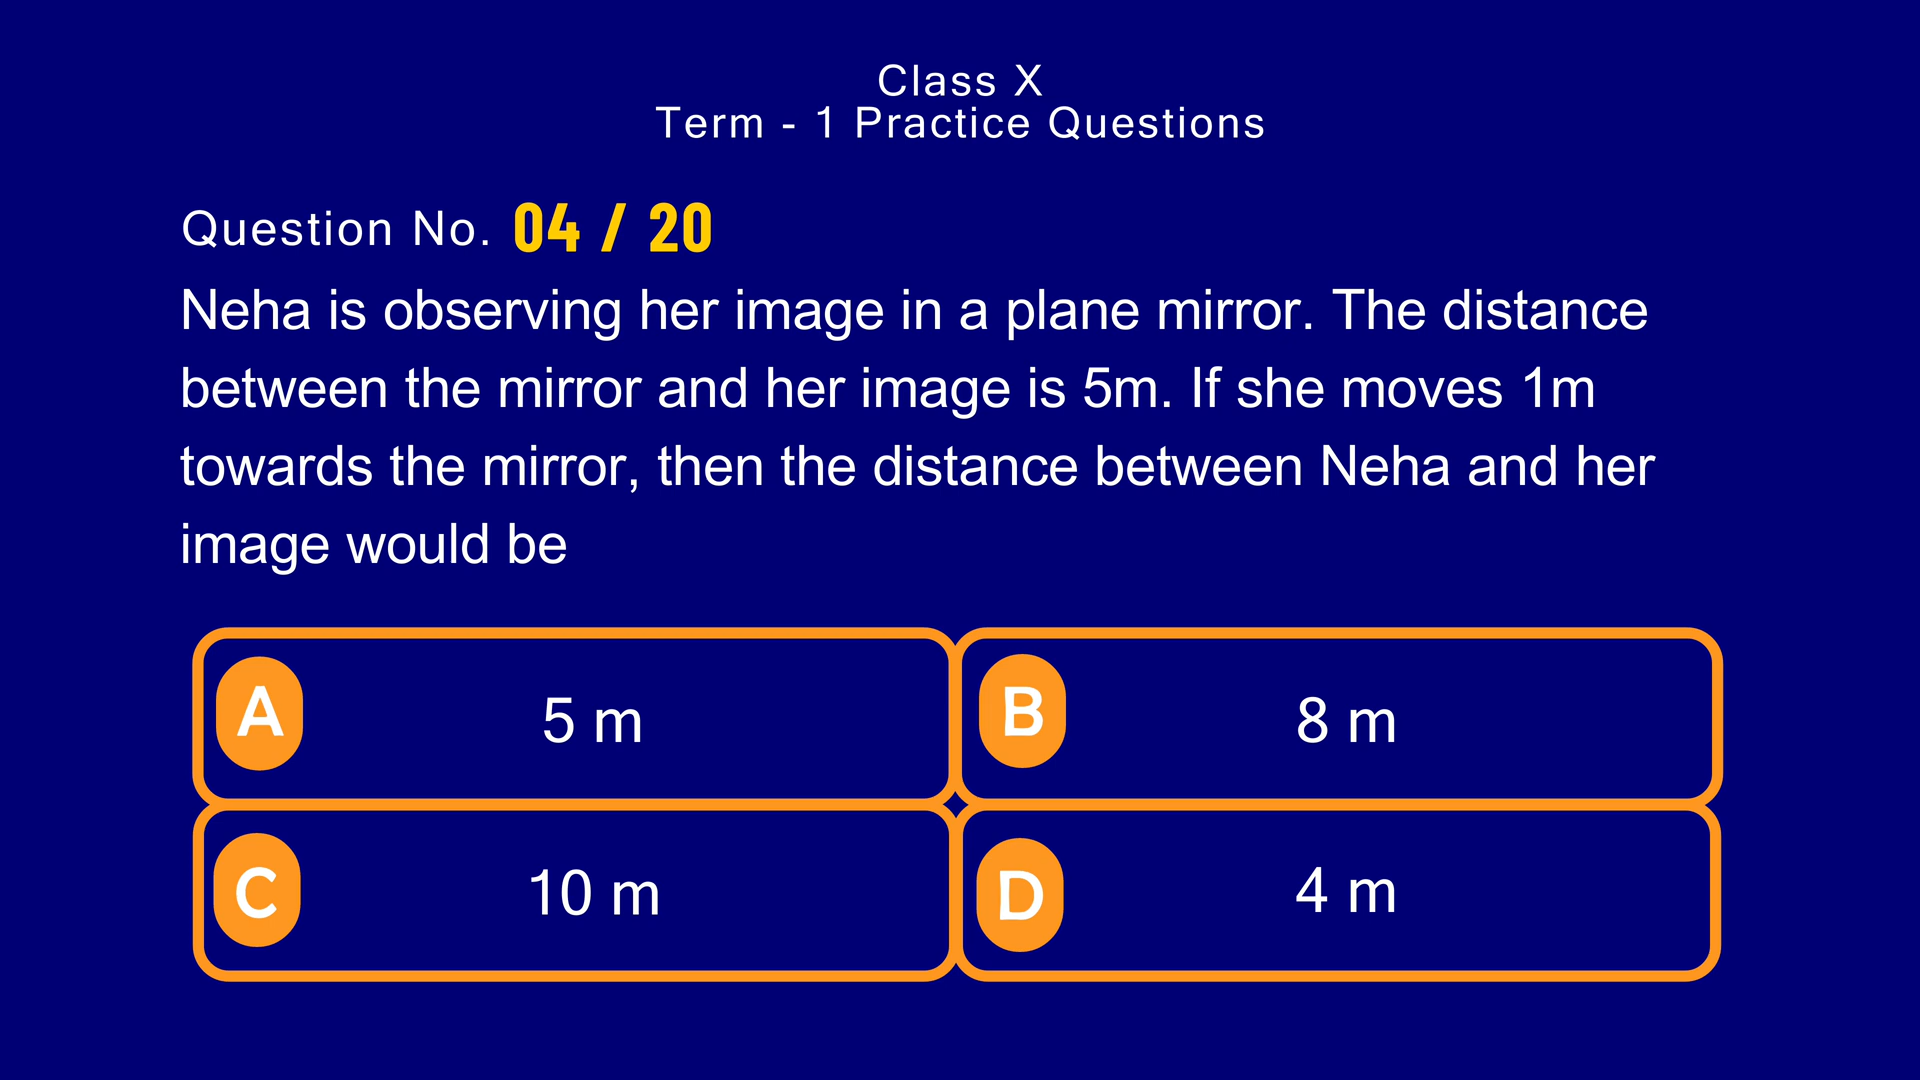 Class X
Term - 1 Practice Questions
Question No. 04 / 20
Neha is observing her image in a plane mirror. The distance
between the mirror and her image is 5m. If she moves 1m
towards the mirror, then the distance between Neha and her
image would be
A 5 m
B 8 m
C 10 m
D 4 m